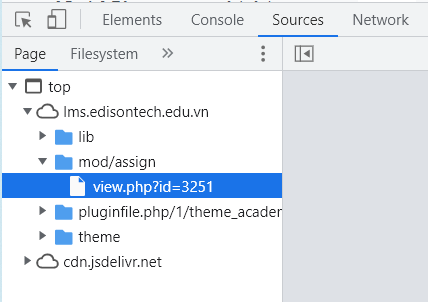 Elements Console Sources Network
Page Filesystem »
top
lms.edisontech.edu.vn
lib
mod/assign
view.php?id=3251
pluginfile.php/1/theme_acader
theme
cdn.jsdelivr.net